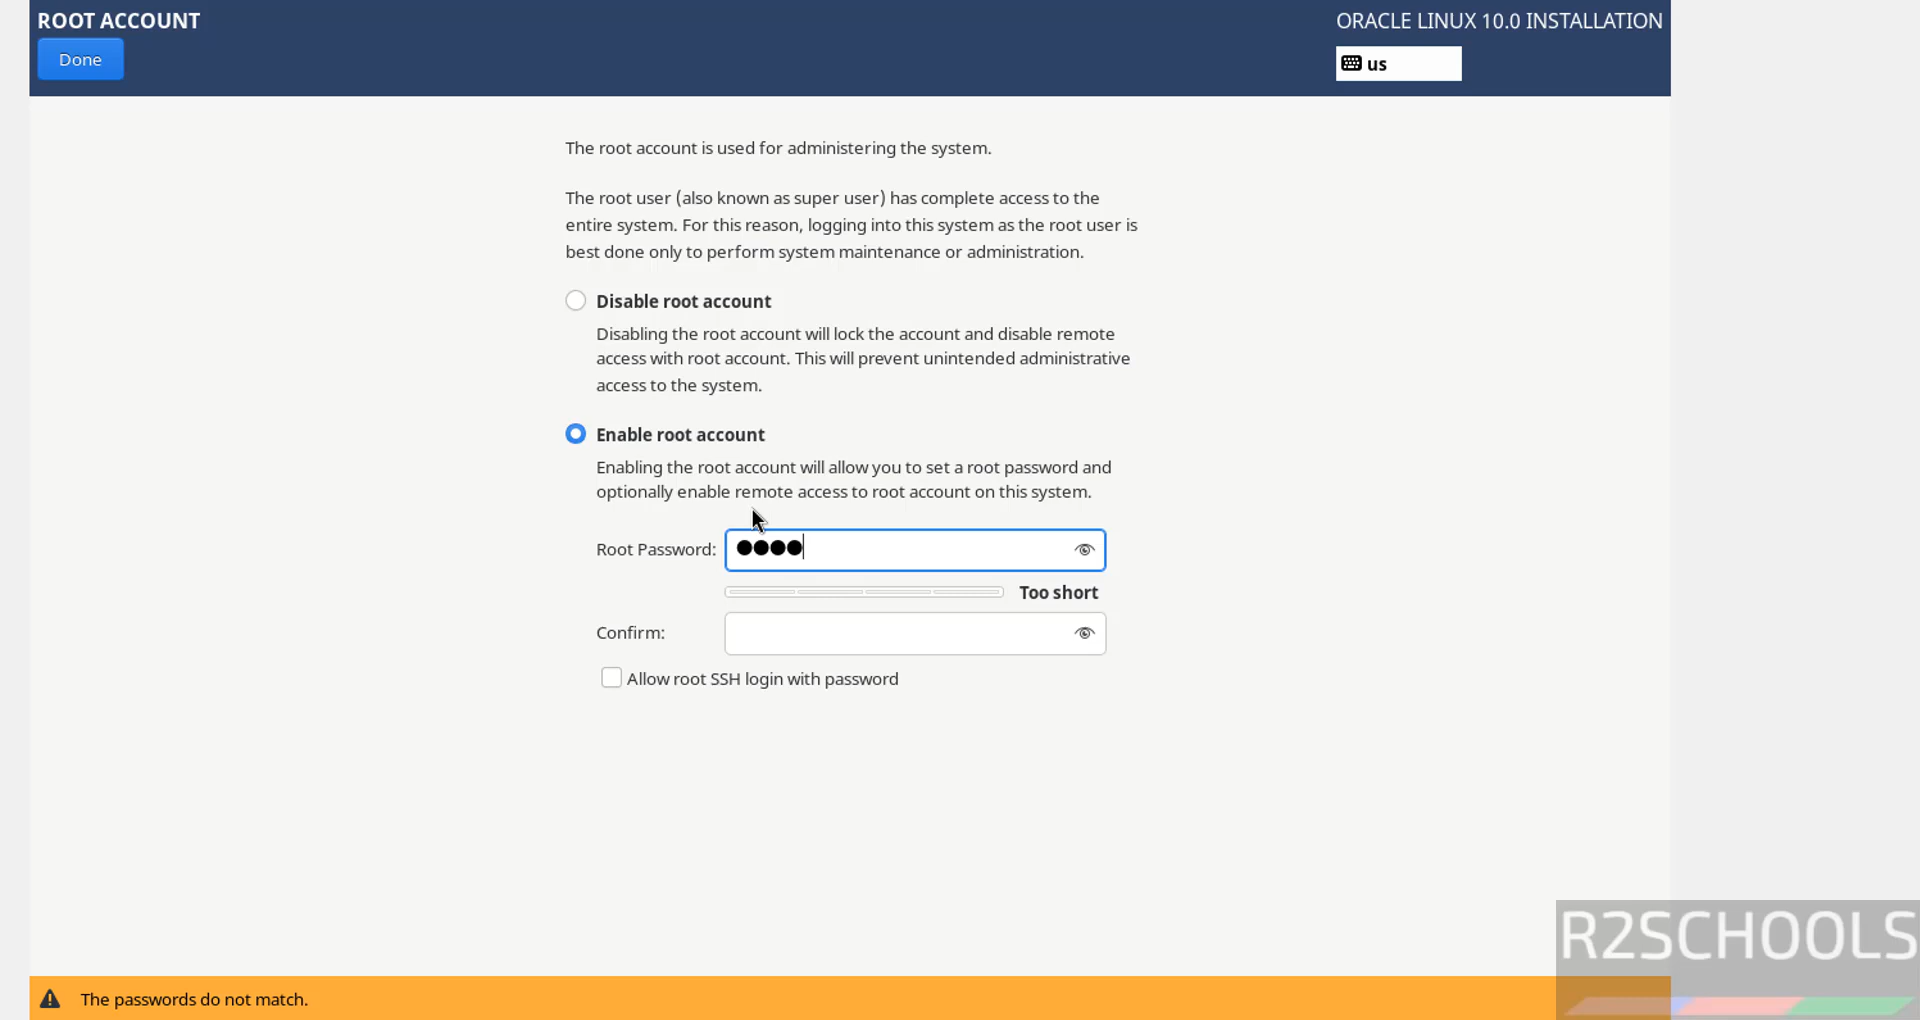 ROOT ACCOUNT
ORACLE LINUX 10.0 INSTALLATION
Done
us
The root account is used for administering the system.
The root user (also known as super user) has complete access to the
entire system. For this reason, logging into this system as the root user is
best done only to perform system maintenance or administration.
Disable root account
Disabling the root account will lock the account and disable remote
access with root account. This will prevent unintended administrative
access to the system.
Enable root account
Enabling the root account will allow you to set a root password and
optionally enable remote access to root account on this system.
Root Password: ●●●●
Too short
Confirm:
Allow root SSH login with password
R2SCHOOLS
The passwords do not match.